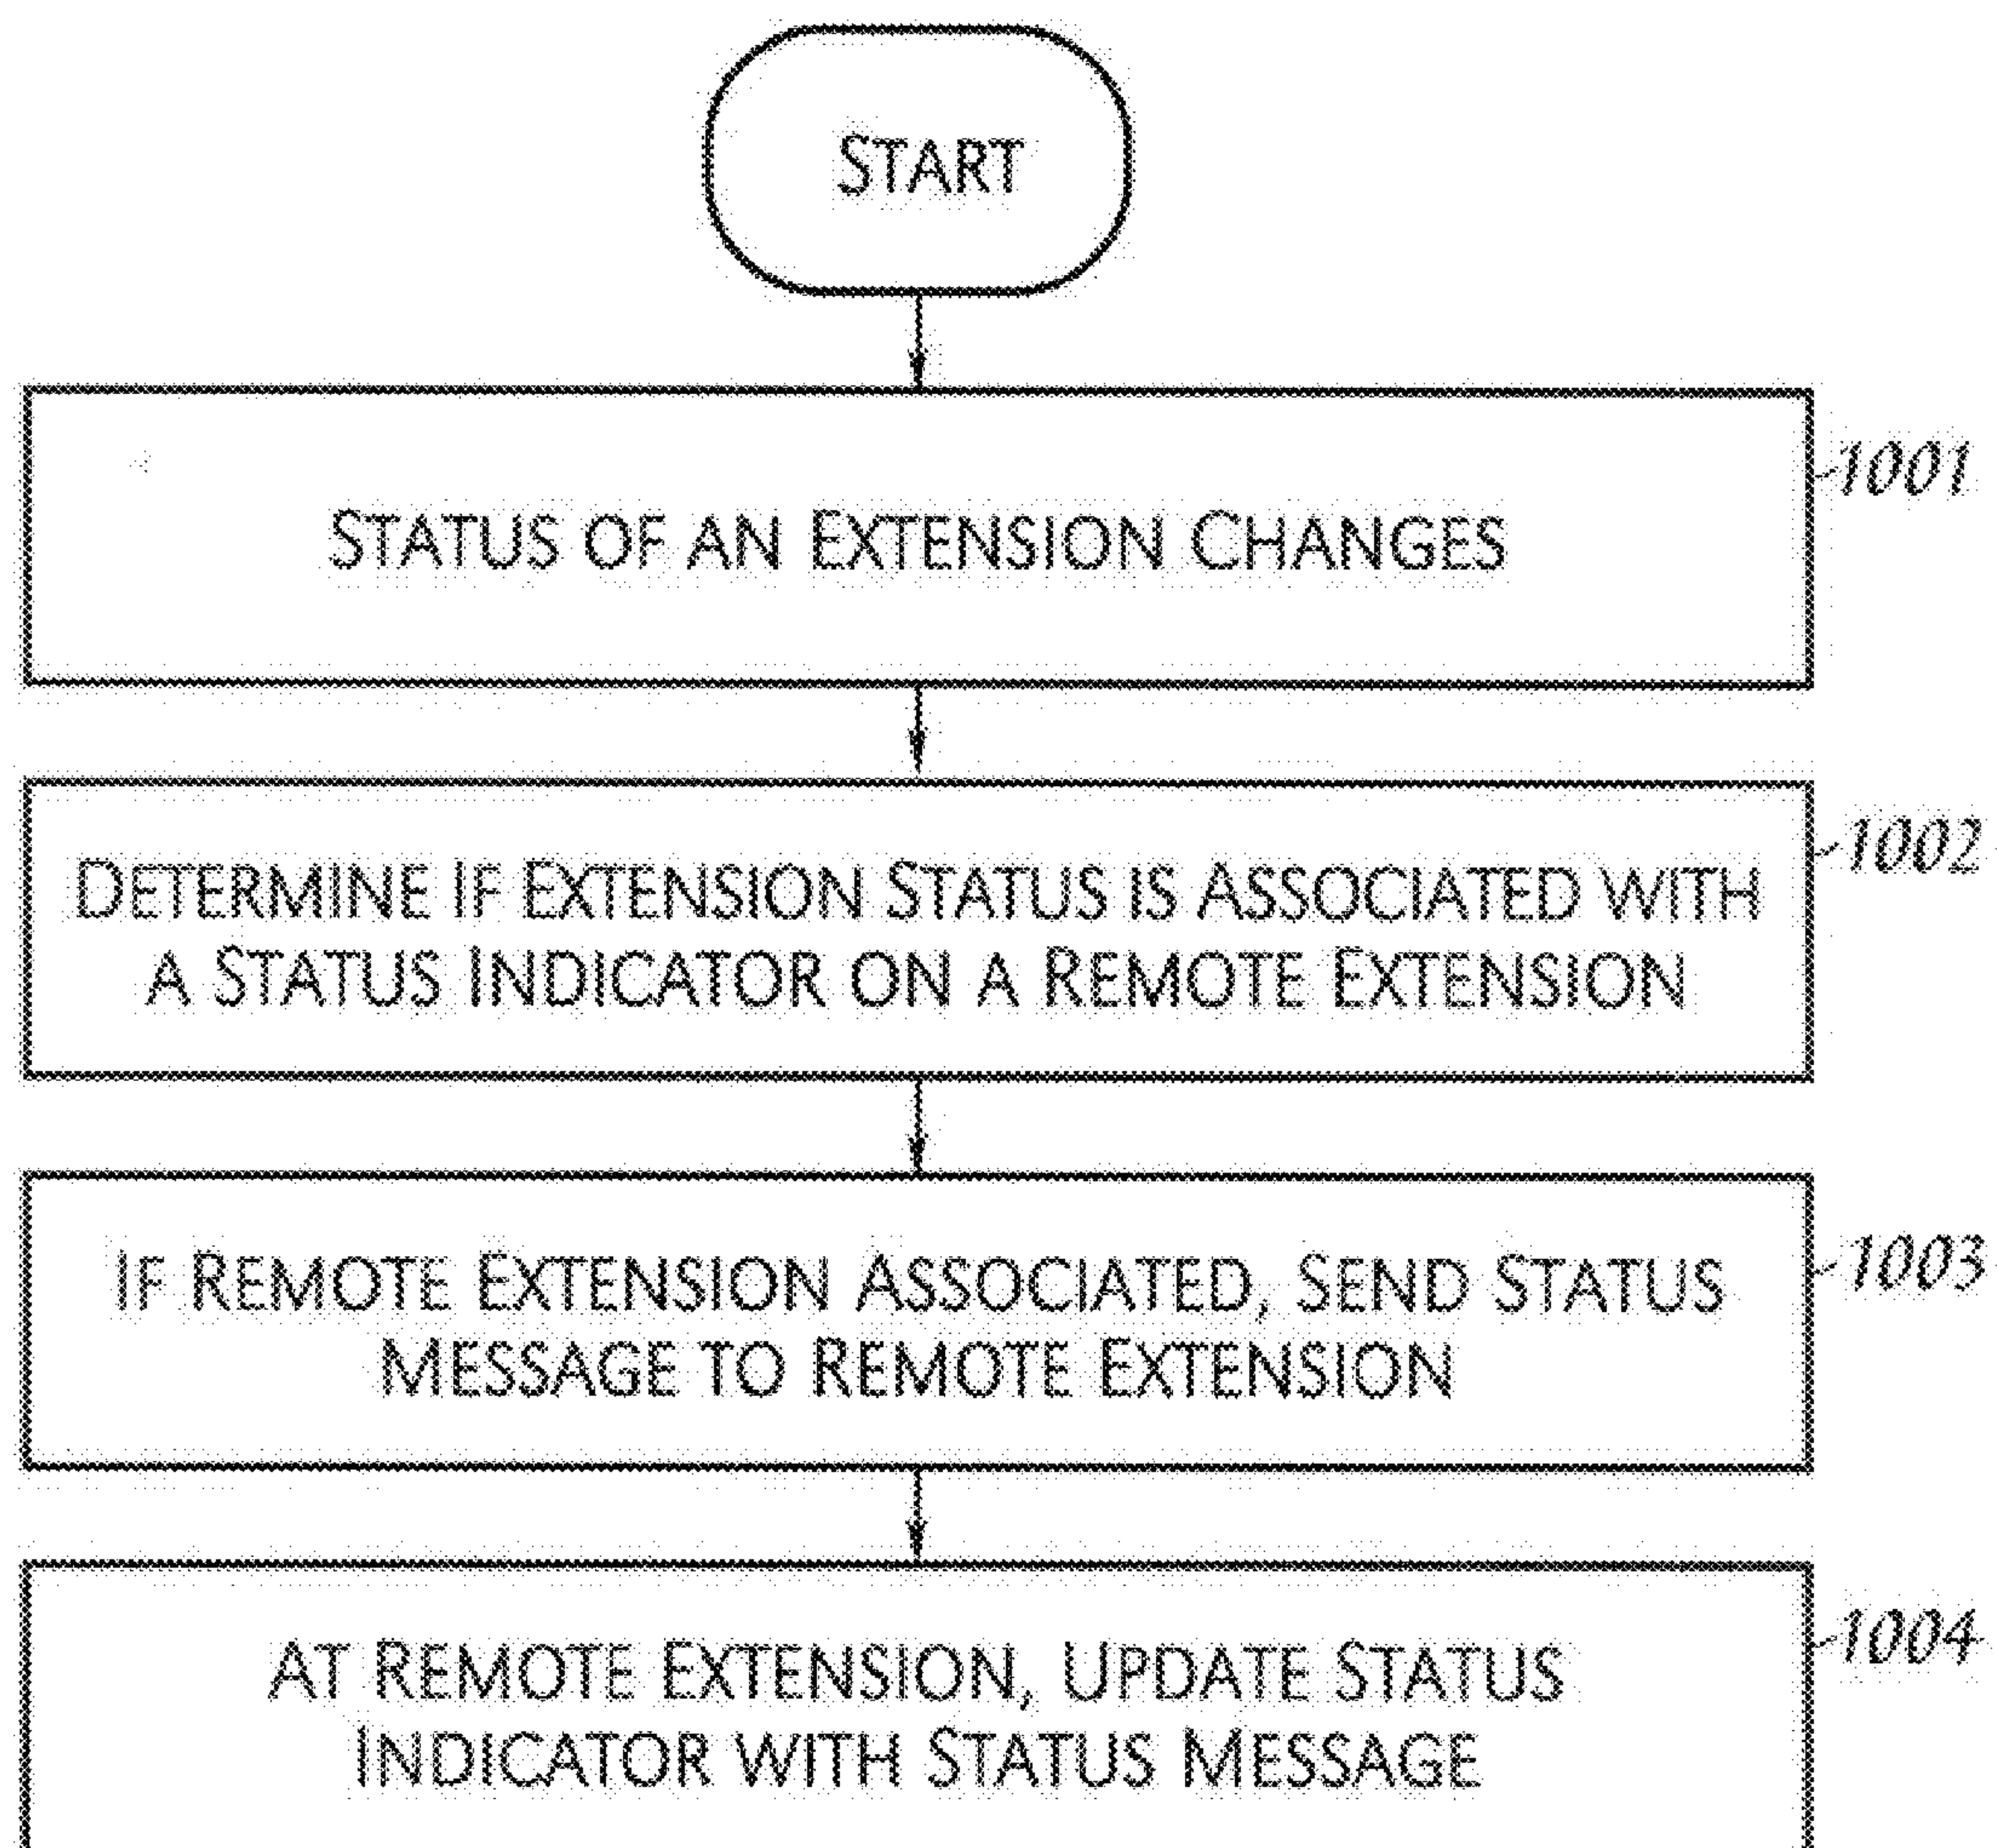 START
STATUS OF AN EXTENSION CHANGES
1001
DETERMINE IF EXTENSION STATUS IS ASSOCIATED WITH
A STATUS INDICATOR ON A REMOTE EXTENSION
1002
IF REMOTE EXTENSION ASSOCIATED, SEND STATUS
MESSAGE TO REMOTE EXTENSION
1003
AT REMOTE EXTENSION, UPDATE STATUS
INDICATOR WITH STATUS MESSAGE
1004